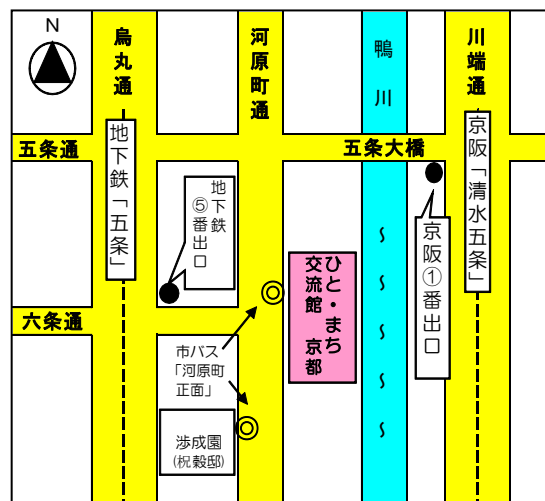 N
烏丸通
河原町通
鴨川
川端通
五条通
五条大橋
地下鉄「五条」
地下鉄
⑤番出口
京阪「清水五条」
京阪①番出口
ひと・まち
交流館　京都
六条通
市バス
「河原町
正面」
渉成園
(枳殻邸)